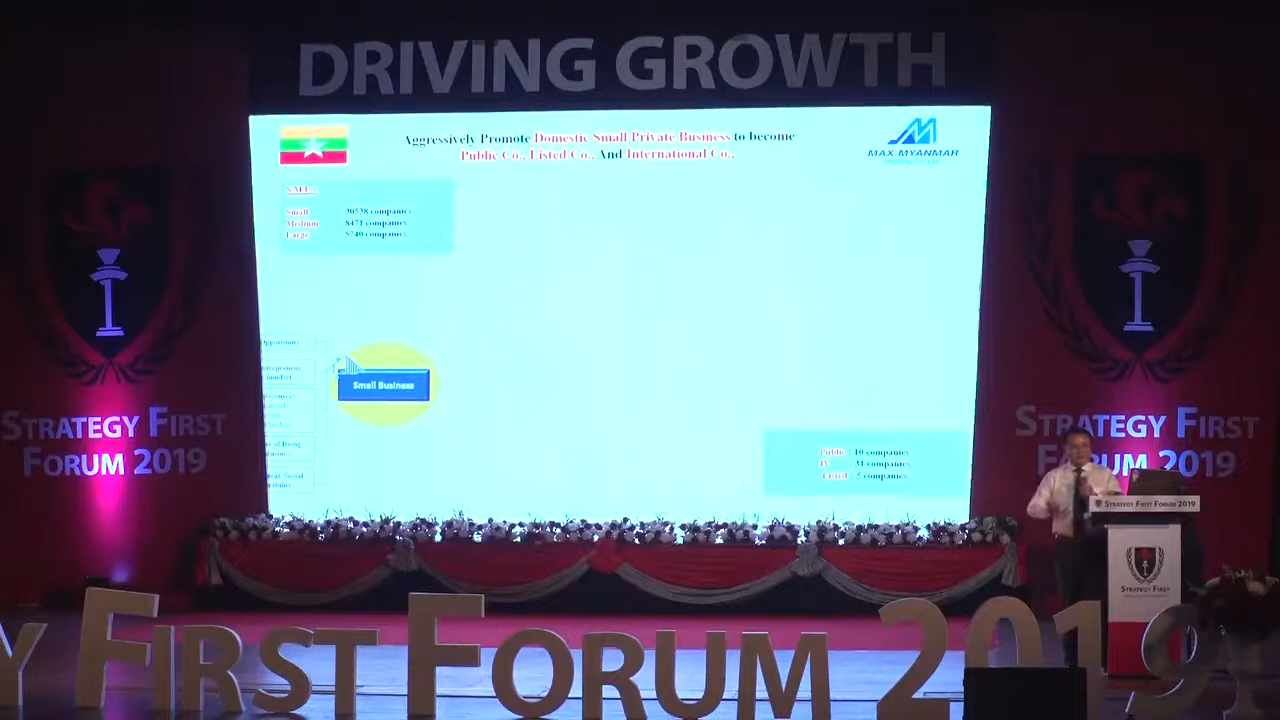 DRIVING GROWTH
Aggressively Promote Domestic Small Private Business to become
Public Co., Listed Co., And International Co.,
MAX MYANMAR
Small 30538 companies
Medium 8471 companies
Large 5740 companies
Opportunity
mindset
Small Business
Public : 10 companies
JV : 31 companies
Listed : 5 companies
STRATEGY FIRST
FORUM 2019
STRATEGY FIRST
FORUM 2019
STRATEGY FIRST FORUM 2019
STRATEGY FIRST
Y FIRST FORUM 2019